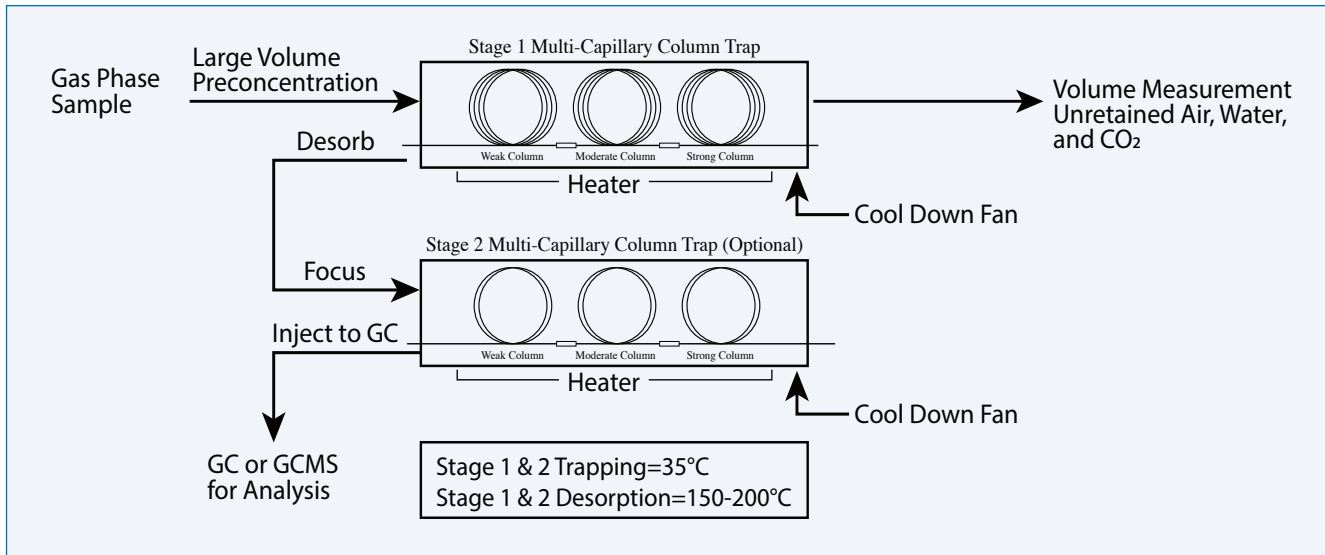 Stage 1 Multi-Capillary Column Trap
Gas Phase
Sample
Large Volume
Preconcentration
Volume Measurement
Unretained Air, Water,
and CO₂
Weak Column
Moderate Column
Strong Column
Desorb
Heater
Cool Down Fan
Stage 2 Multi-Capillary Column Trap (Optional)
Focus
Inject to GC
Weak Column
Moderate Column
Strong Column
Heater
Cool Down Fan
GC or GCMS
for Analysis
Stage 1 & 2 Trapping=35°C
Stage 1 & 2 Desorption=150-200°C